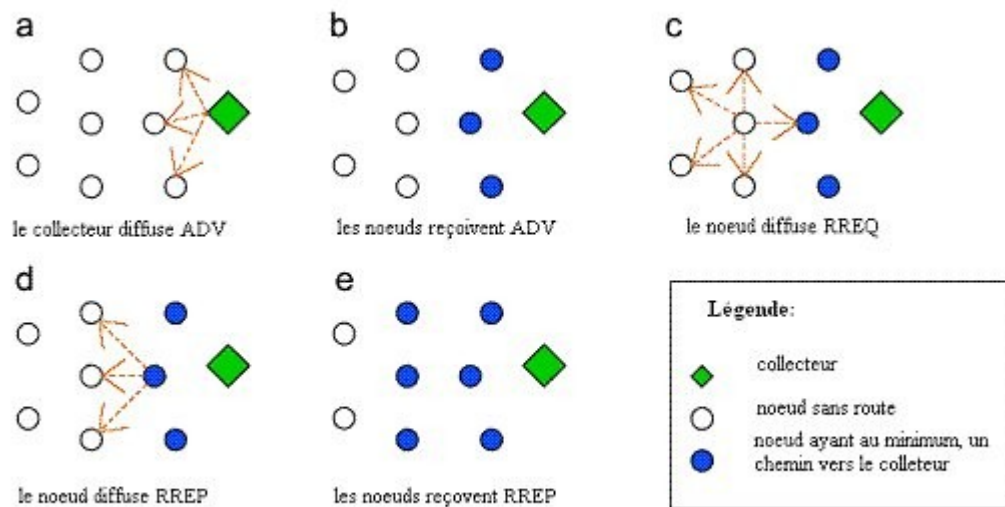 a
b
c
le collecteur diffuse ADV
les noeuds reçoivent ADV
le noeud diffuse RREQ
d
e
le noeud diffuse RREP
les noeuds reçovent RREP
Légende:
collecteur
noeud sans route
noeud ayant au minimum, un
chemin vers le colleteur